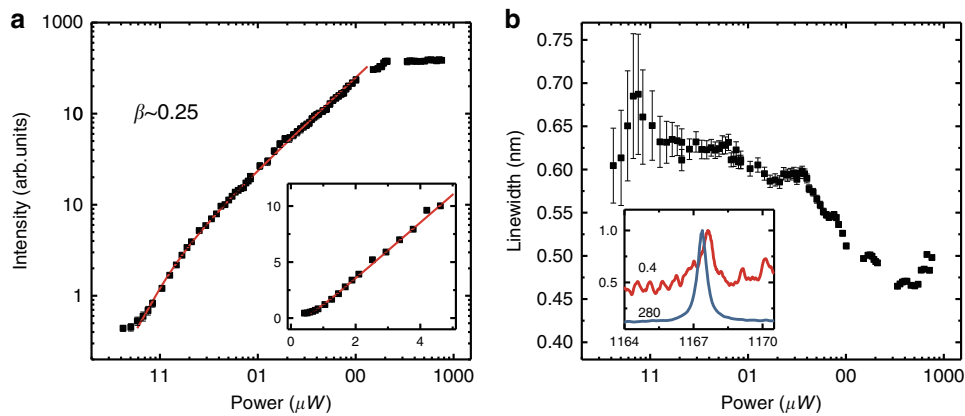 a
1000
10
10
1
Intensity (arb.units)
β~0.25
10
5
0
0 2 4
11 01 00 1000
Power (μW)
b
0.75
0.70
0.65
0.60
0.55
0.50
0.45
0.40
Linewidth (nm)
1.0
0.5
0.4
280
1164 1167 1170
11 01 00 1000
Power (μW)